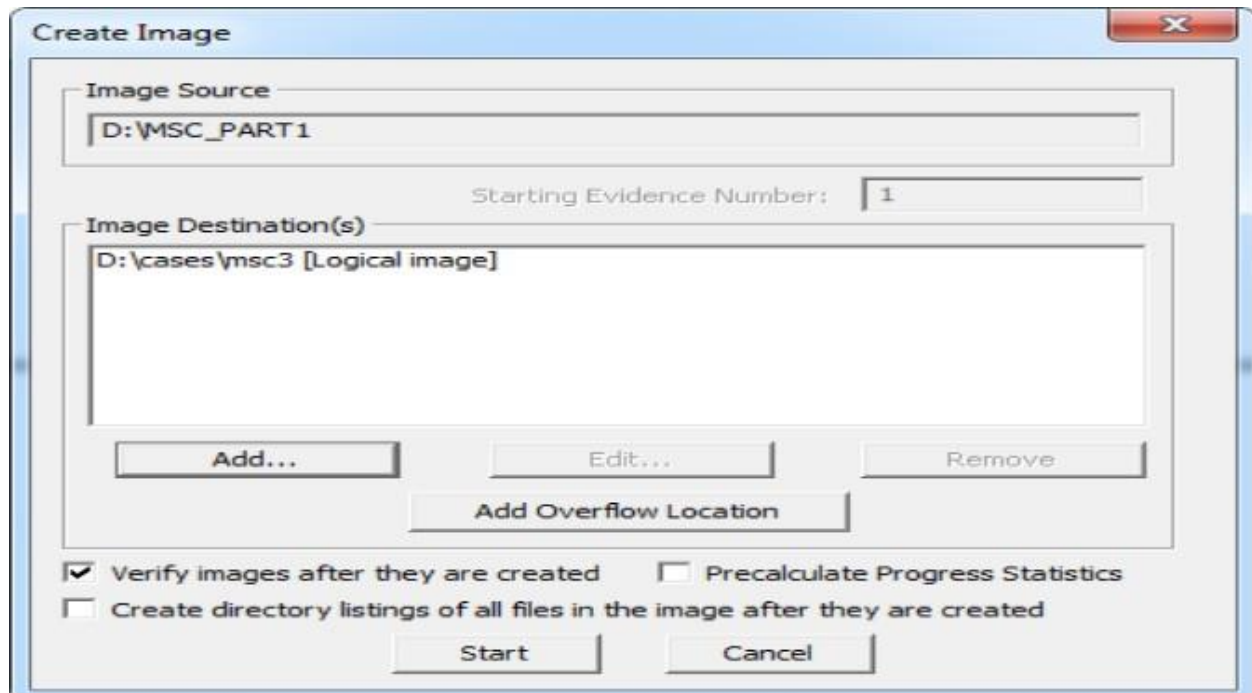 Create Image
Image Source
D:\MSC_PART1
Starting Evidence Number: 1
Image Destination(s)
D:\cases\msc3 [Logical image]
Add... Edit... Remove
Add Overflow Location
Verify images after they are created Precalculate Progress Statistics
Create directory listings of all files in the image after they are created
Start Cancel